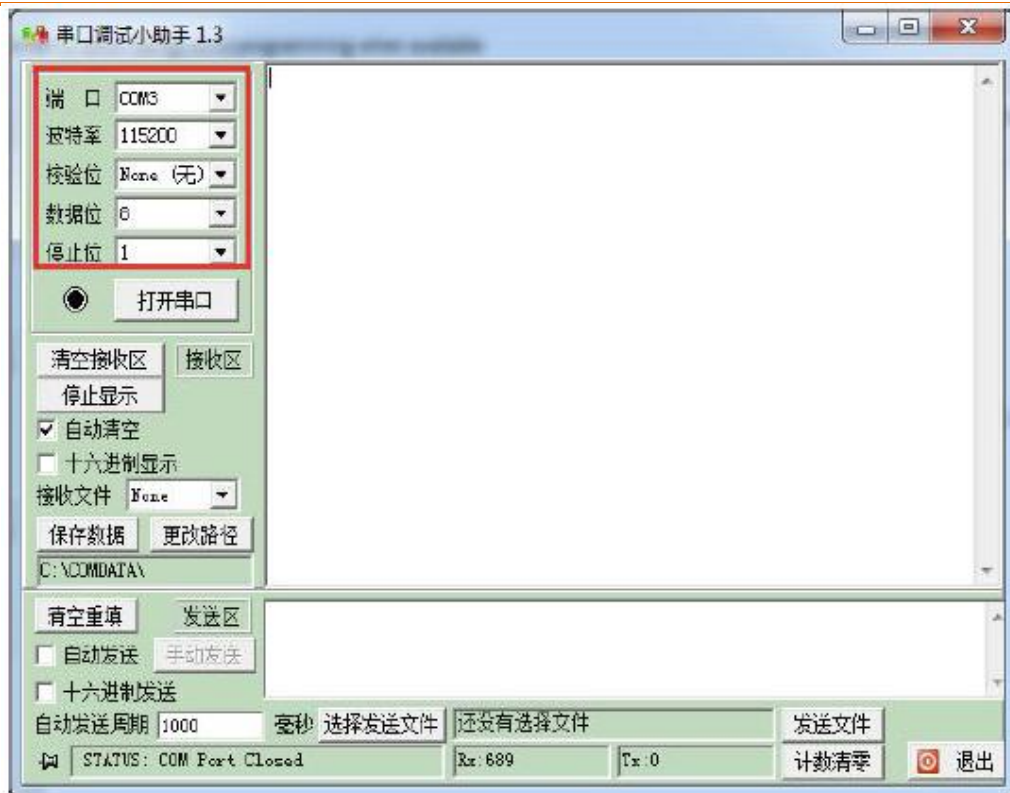 串口调试小助手 1.3
端 口 COM3
波特率 115200
校验位 None (无)
数据位 8
停止位 1
打开串口
清空接收区 接收区
停止显示
自动清空
十六进制显示
接收文件 None
保存数据 更改路径
C:\COMDATA\
清空重填 发送区
自动发送 手动发送
十六进制发送
自动发送周期 1000 毫秒 选择发送文件 还没有选择文件 发送文件
STATUS: COM Port Closed Rx:689 Tx:0 计数清零 退出